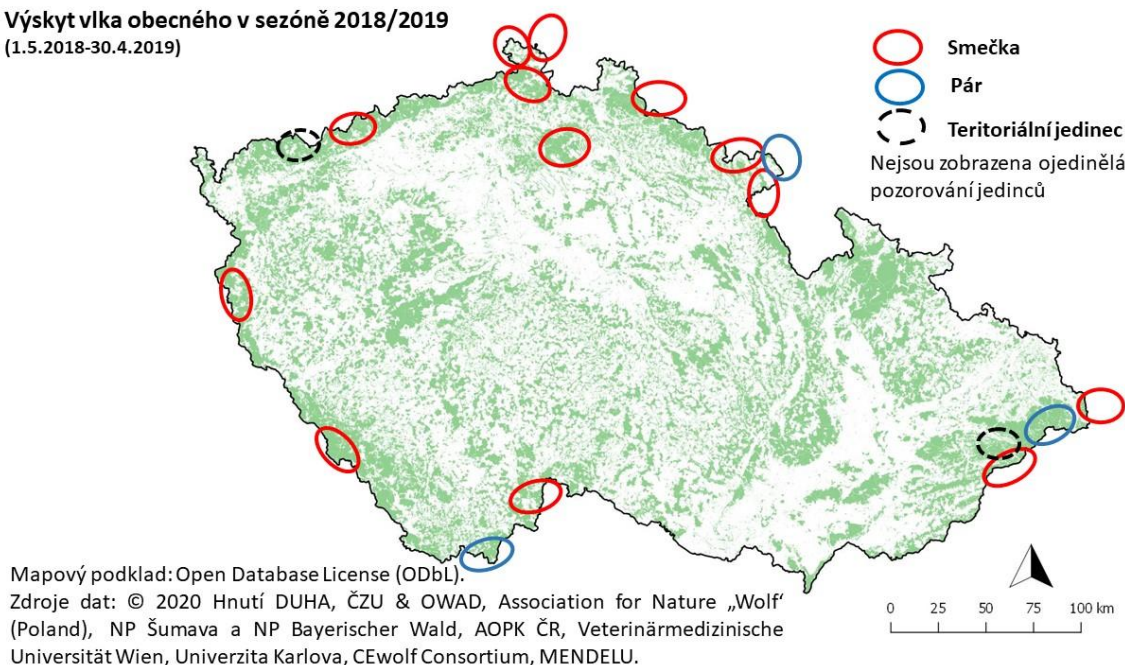 Výskyt vlka obecného v sezóně 2018/2019
(1.5.2018-30.4.2019)
Smečka
Pár
Teritoriální jedinec
Nejsou zobrazena ojedinělá
pozorování jedinců
Mapový podklad: Open Database License (ODbL).
Zdroje dat: © 2020 Hnutí DUHA, ČZU & OWAD, Association for Nature „Wolf‘
(Poland), NP Šumava a NP Bayerischer Wald, AOPK ČR, Veterinärmedizinische
Universität Wien, Univerzita Karlova, CEwolf Consortium, MENDELU.
0 25 50 75 100 km